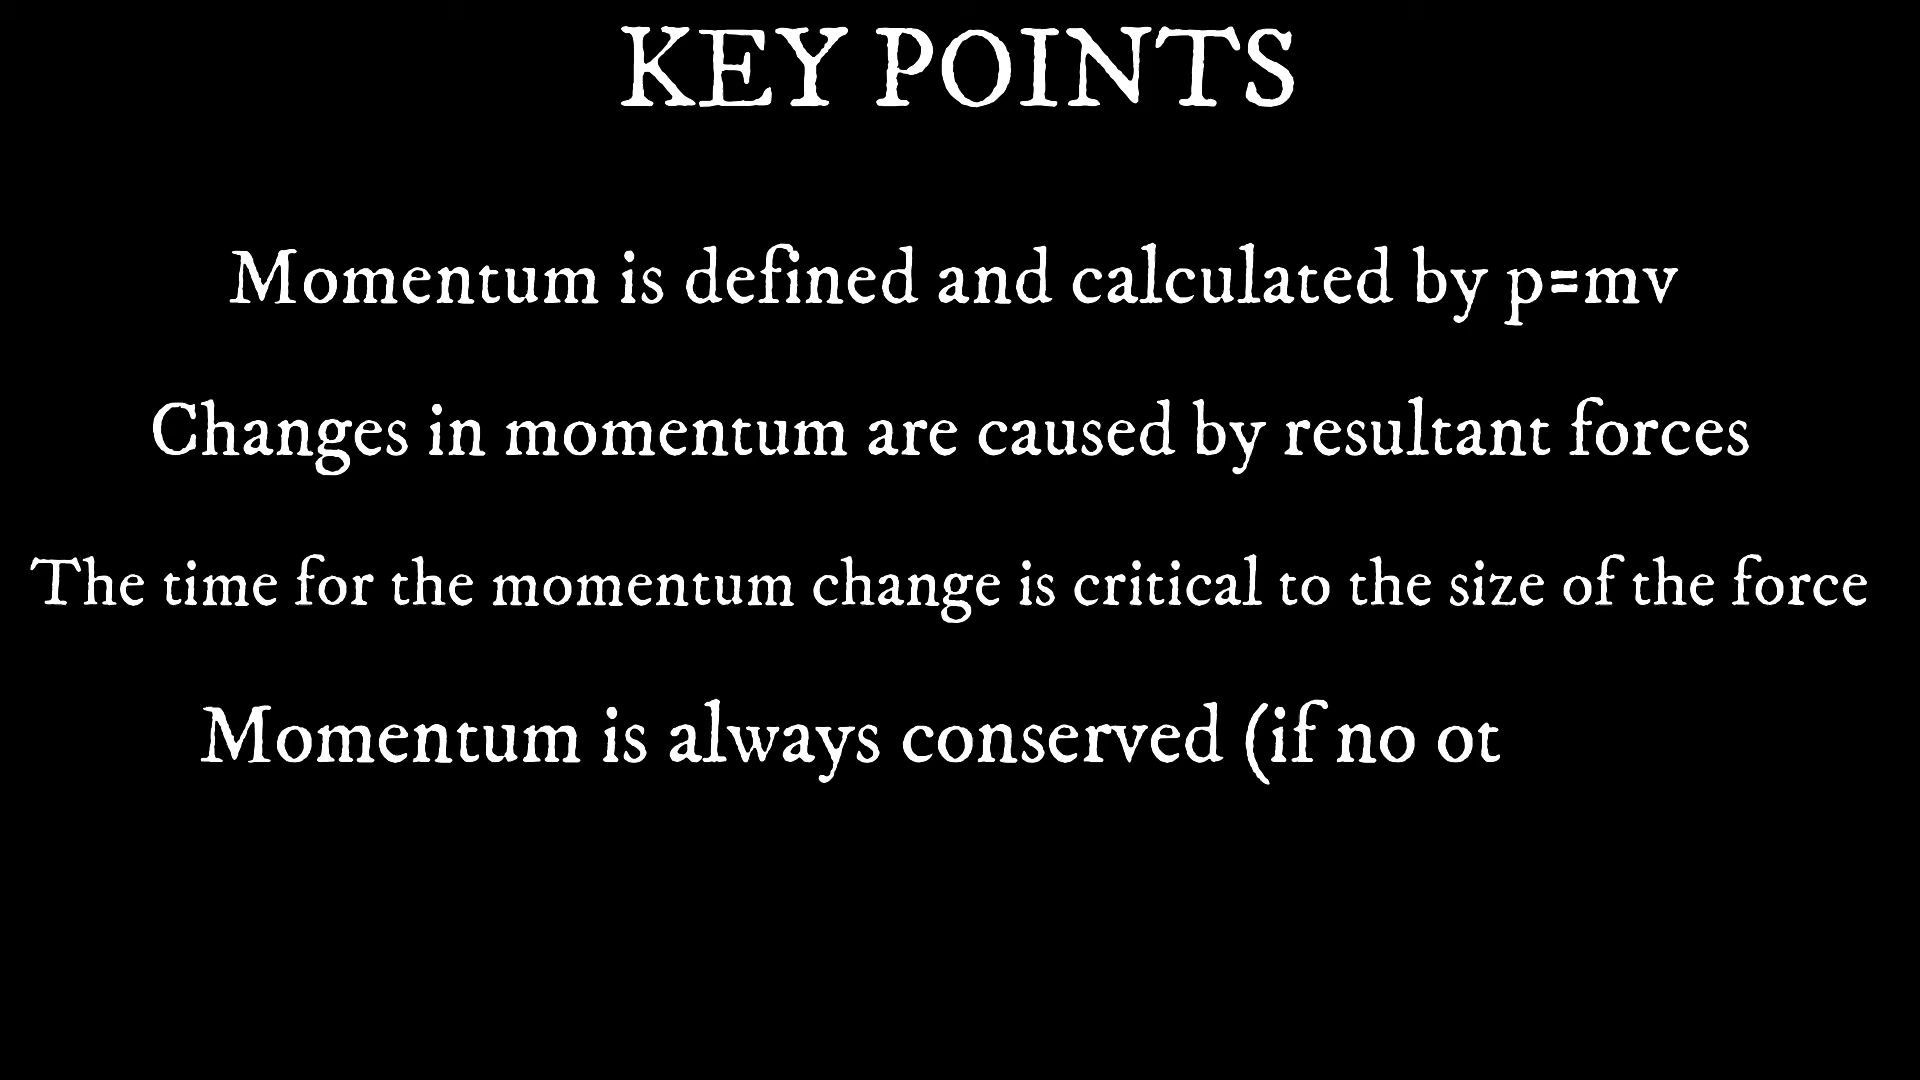 KEY POINTS
Momentum is defined and calculated by p=mv
Changes in momentum are caused by resultant forces
The time for the momentum change is critical to the size of the force
Momentum is always conserved (if no ot